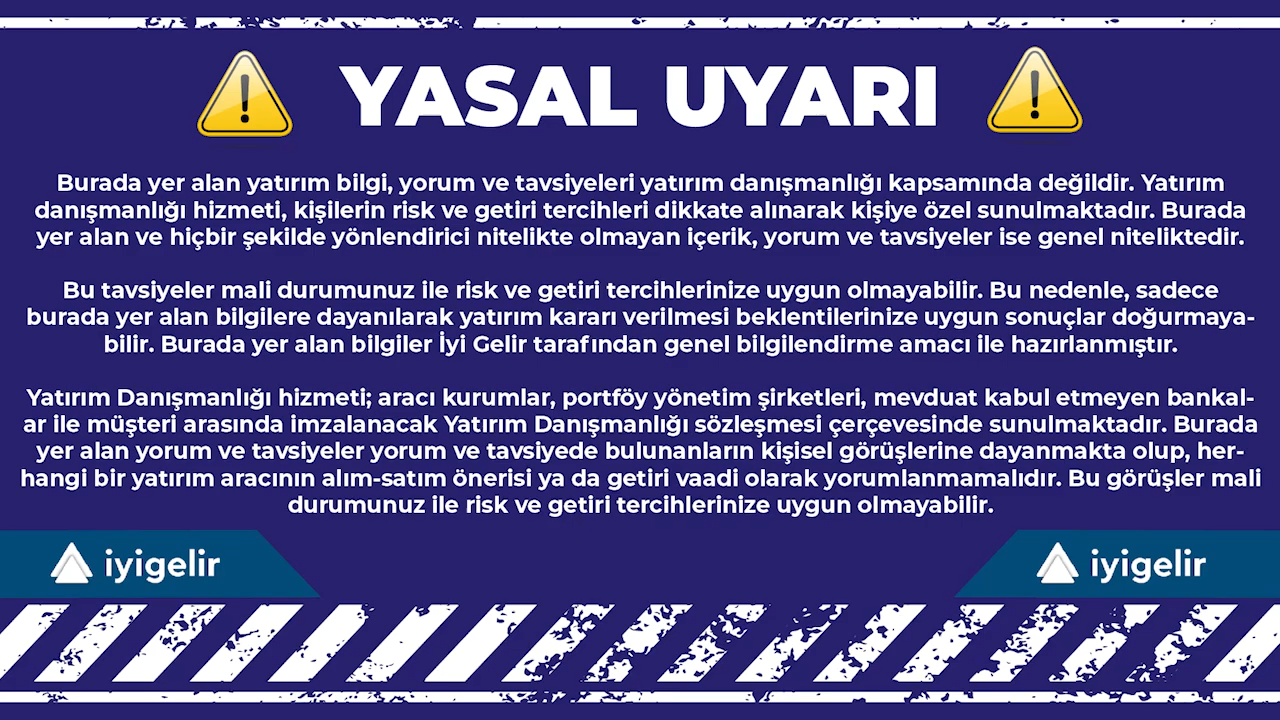 YASAL UYARI
Burada yer alan yatırım bilgi, yorum ve tavsiyeleri yatırım danışmanlığı kapsamında değildir. Yatırım
danışmanlığı hizmeti, kişilerin risk ve getiri tercihleri dikkate alınarak kişiye özel sunulmaktadır. Burada
yer alan ve hiçbir şekilde yönlendirici nitelikte olmayan içerik, yorum ve tavsiyeler ise genel niteliktedir.
Bu tavsiyeler mali durumunuz ile risk ve getiri tercihlerinize uygun olmayabilir. Bu nedenle, sadece
burada yer alan bilgilere dayanılarak yatırım kararı verilmesi beklentilerinize uygun sonuçlar doğurmaya-
bilir. Burada yer alan bilgiler İyi Gelir tarafından genel bilgilendirme amacı ile hazırlanmıştır.
Yatırım Danışmanlığı hizmeti; aracı kurumlar, portföy yönetim şirketleri, mevduat kabul etmeyen bankal-
ar ile müşteri arasında imzalanacak Yatırım Danışmanlığı sözleşmesi çerçevesinde sunulmaktadır. Burada
yer alan yorum ve tavsiyeler yorum ve tavsiyede bulunanların kişisel görüşlerine dayanmakta olup, her-
hangi bir yatırım aracının alım-satım önerisi ya da getiri vaadi olarak yorumlanmamalıdır. Bu görüşler mali
durumunuz ile risk ve getiri tercihlerinize uygun olmayabilir.
iyigelir
iyigelir